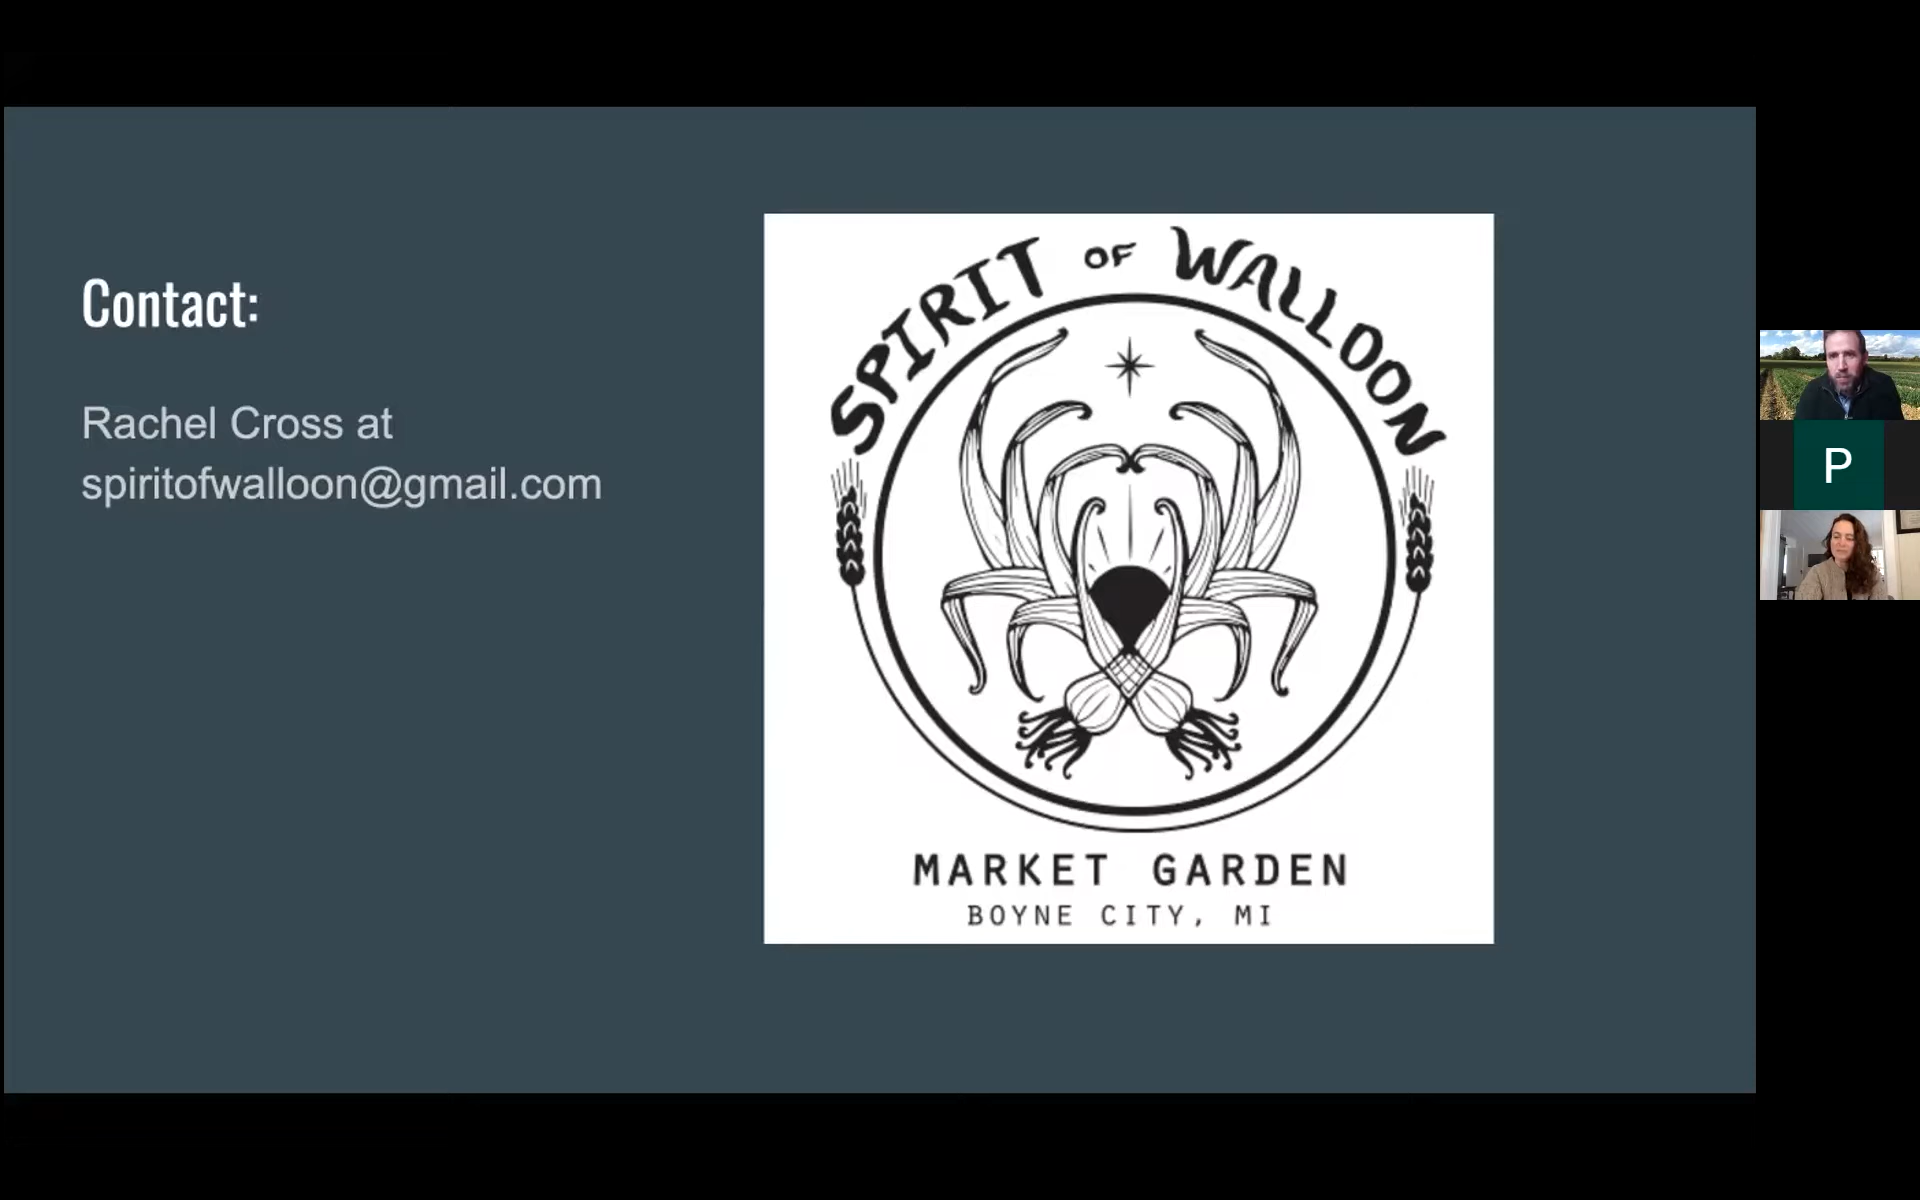 Contact:
Rachel Cross at
spiritofwalloon@gmail.com
SPIRIT OF WALLOON
MARKET GARDEN
BOYNE CITY, MI
P